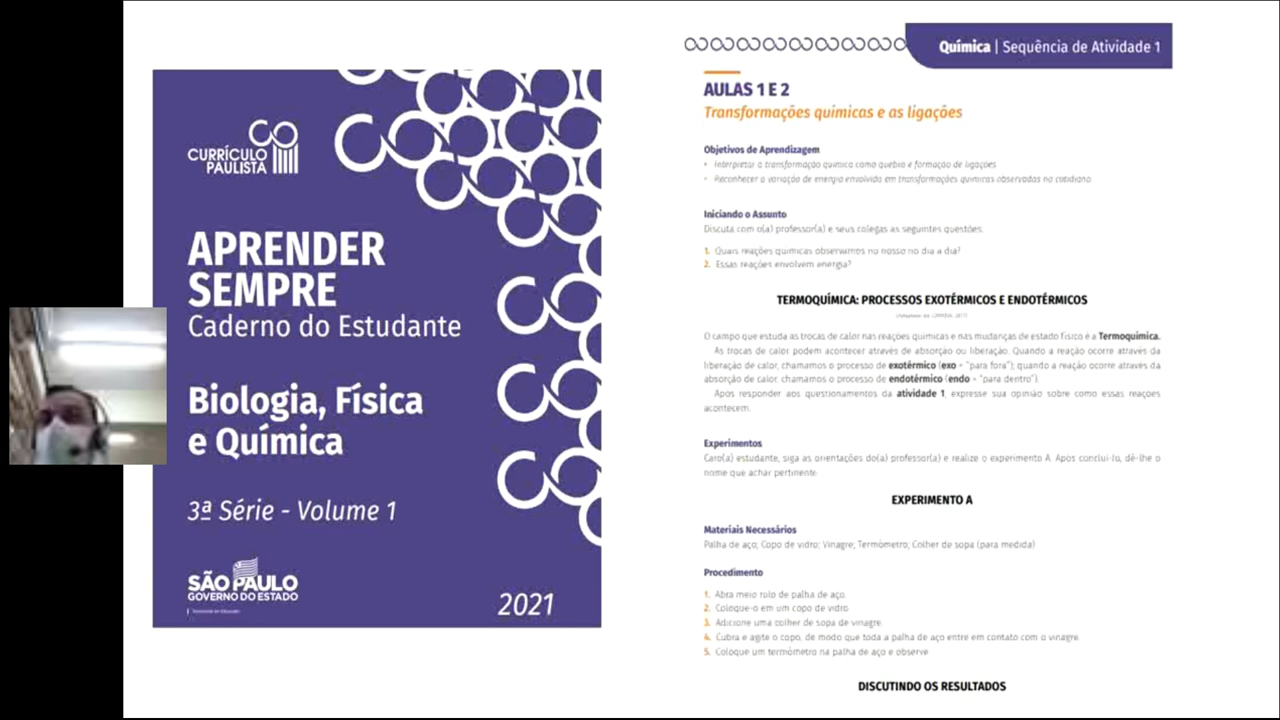 CURRÍCULO
PAULISTA
APRENDER
SEMPRE
Caderno do Estudante
Biologia, Física
e Química
3ª Série - Volume 1
SÃO PAULO
GOVERNO DO ESTADO
2021
Química | Sequência de Atividade 1
AULAS 1 E 2
Transformações químicas e as ligações
Objetivos de Aprendizagem
• Interpretar a transformação química como quebra e formação de ligações
• Reconhecer a variação de energia envolvida em transformações químicas observadas no cotidiano
Iniciando o Assunto
Discuta com o(a) professor(a) e seus colegas as seguintes questões.
1. Quais reações químicas observamos no nosso no dia a dia?
2. Essas reações envolvem energia?
TERMOQUÍMICA: PROCESSOS EXOTÉRMICOS E ENDOTÉRMICOS
O campo que estuda as trocas de calor nas reações químicas e nas mudanças de estado físico é a Termoquímica.
As trocas de calor podem acontecer através de absorção ou liberação. Quando a reação ocorre através da
liberação de calor, chamamos o processo de exotérmico (exo = "para fora"); quando a reação ocorre através da
absorção de calor, chamamos o processo de endotérmico (endo = "para dentro").
Após responder aos questionamentos da atividade 1, expresse sua opinião sobre como essas reações
acontecem.
Experimentos
Caro(a) estudante, siga as orientações do(a) professor(a) e realize o experimento A. Após concluí-lo, dê-lhe o
nome que achar pertinente.
EXPERIMENTO A
Materiais Necessários
Palha de aço; Copo de vidro; Vinagre; Termômetro; Colher de sopa (para medida)
Procedimento
1. Abra meio rolo de palha de aço.
2. Coloque-o em um copo de vidro
3. Adicione uma colher de sopa de vinagre.
4. Cubra e agite o copo, de modo que toda a palha de aço entre em contato com o vinagre.
5. Coloque um termômetro na palha de aço e observe
DISCUTINDO OS RESULTADOS